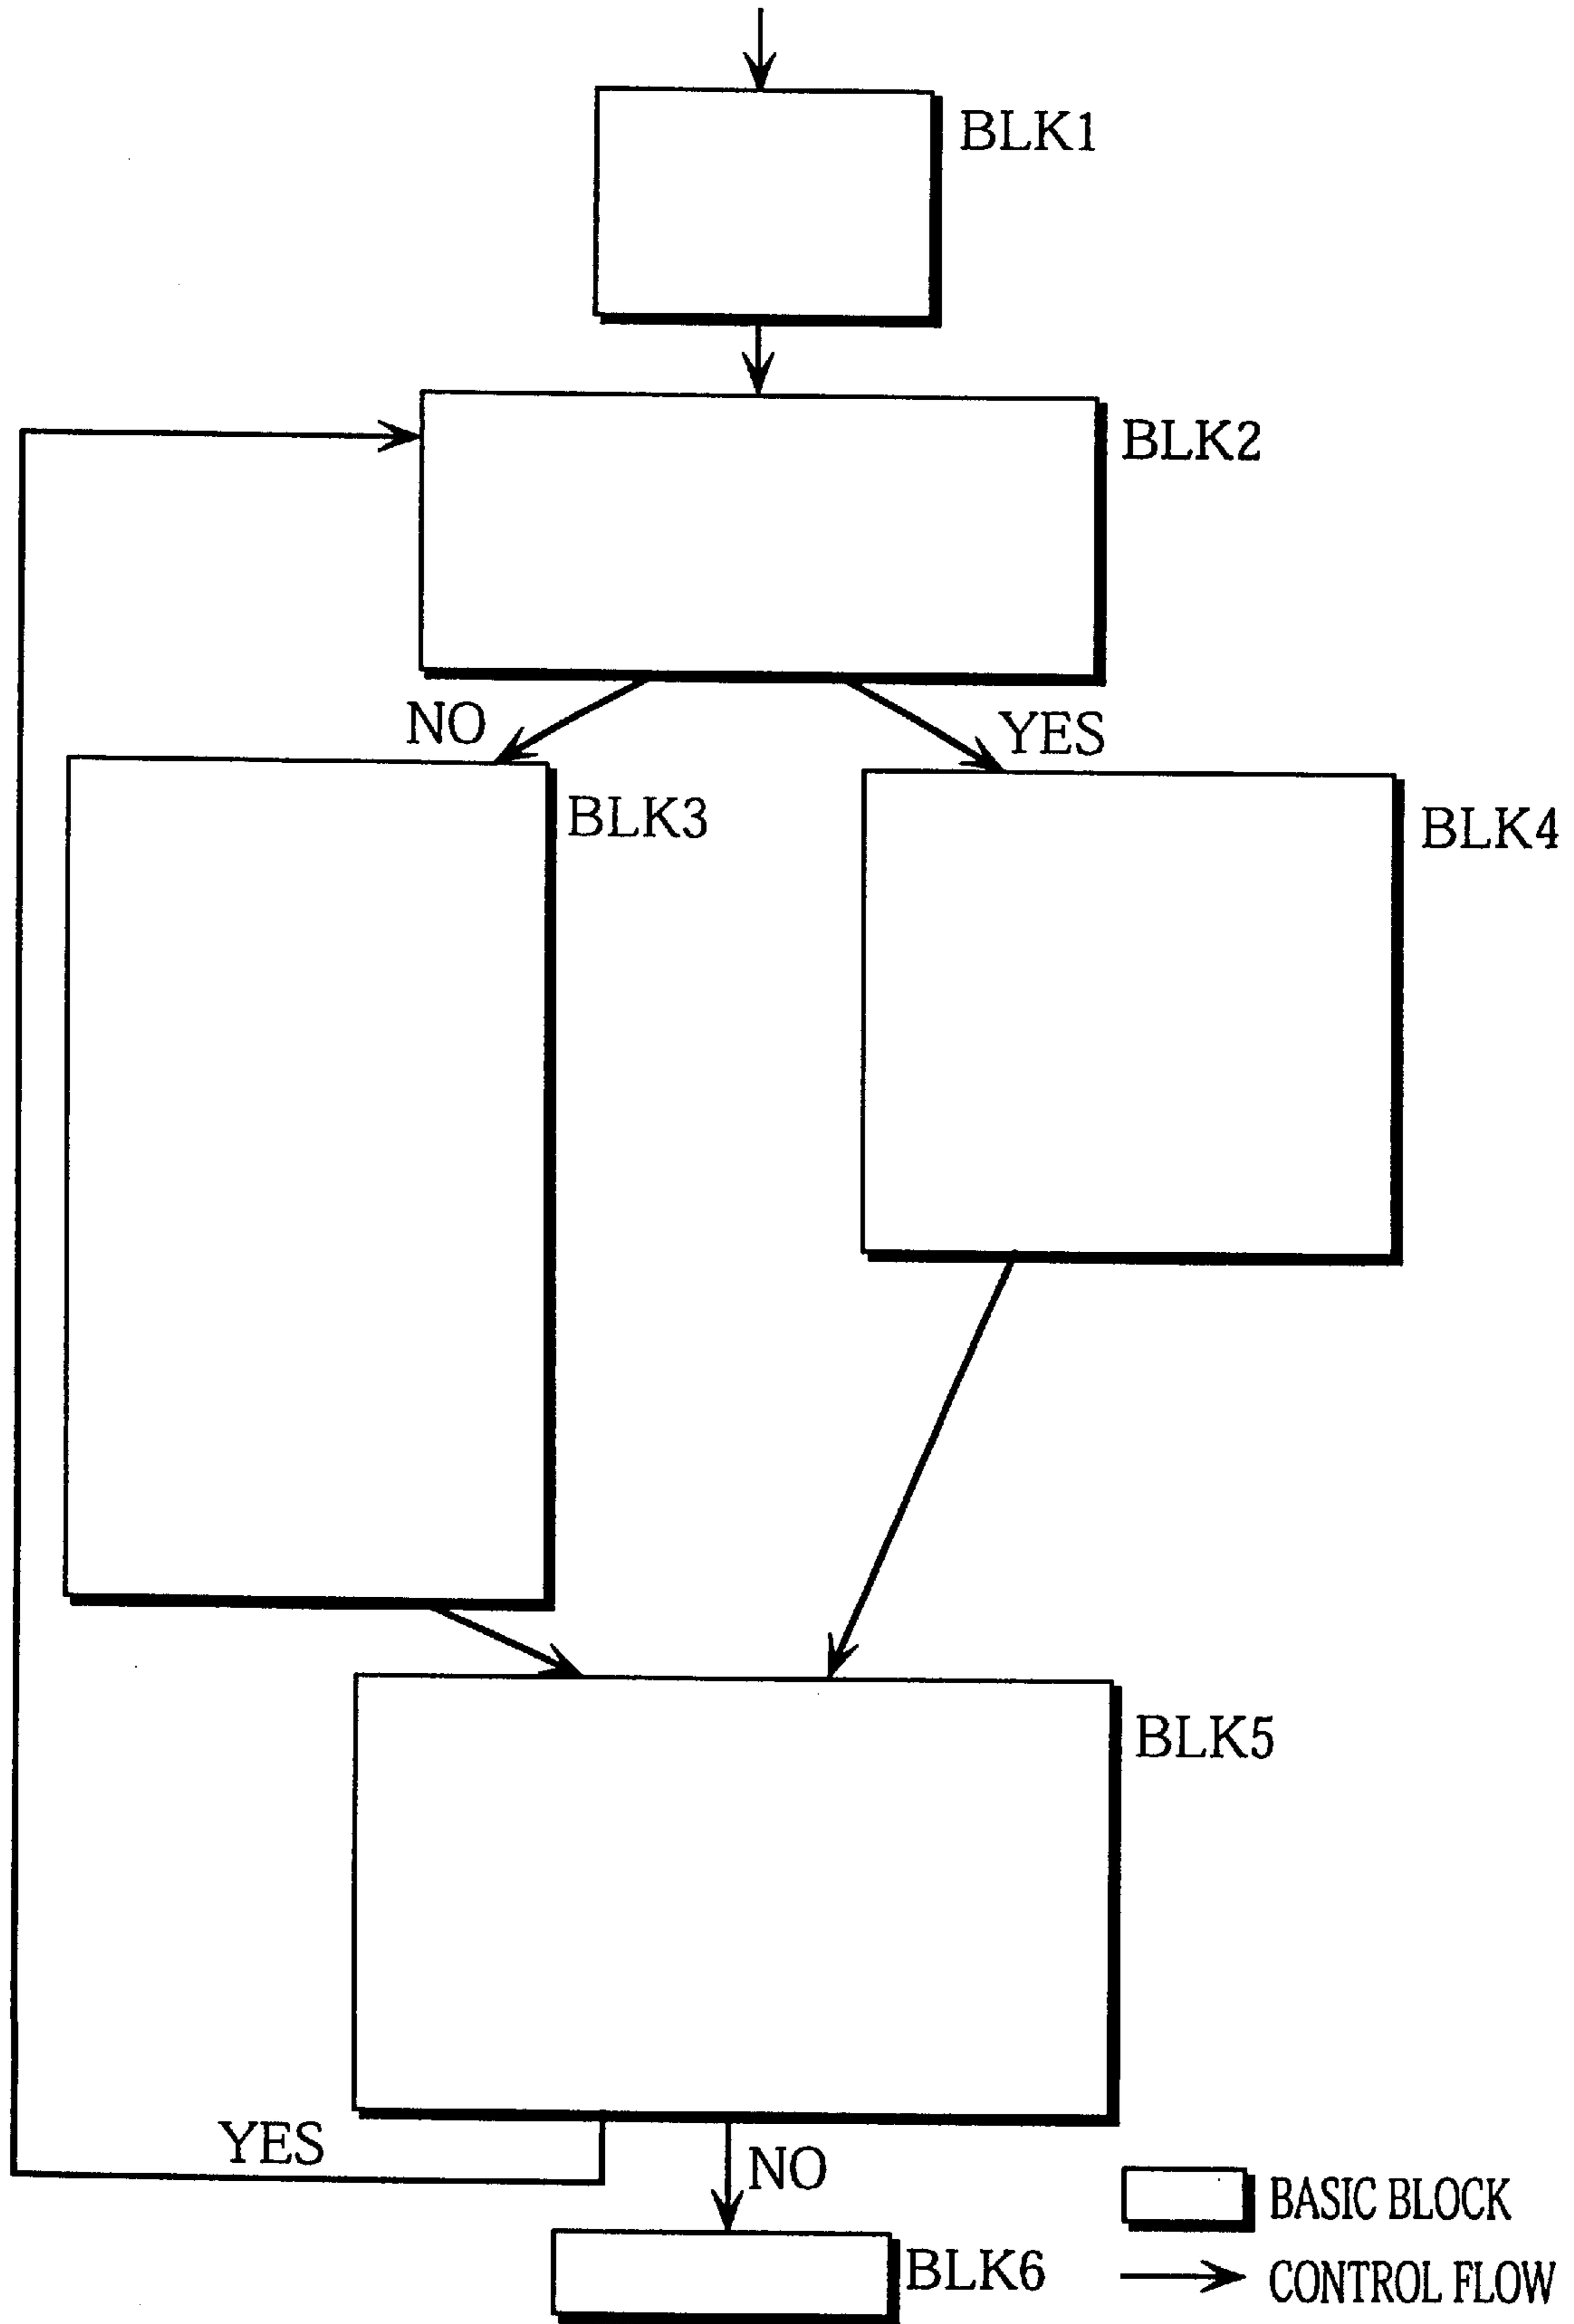 BLK1
BLK2
NO
YES
BLK3
BLK4
BLK5
YES
NO
BLK6
BASIC BLOCK
CONTROL FLOW